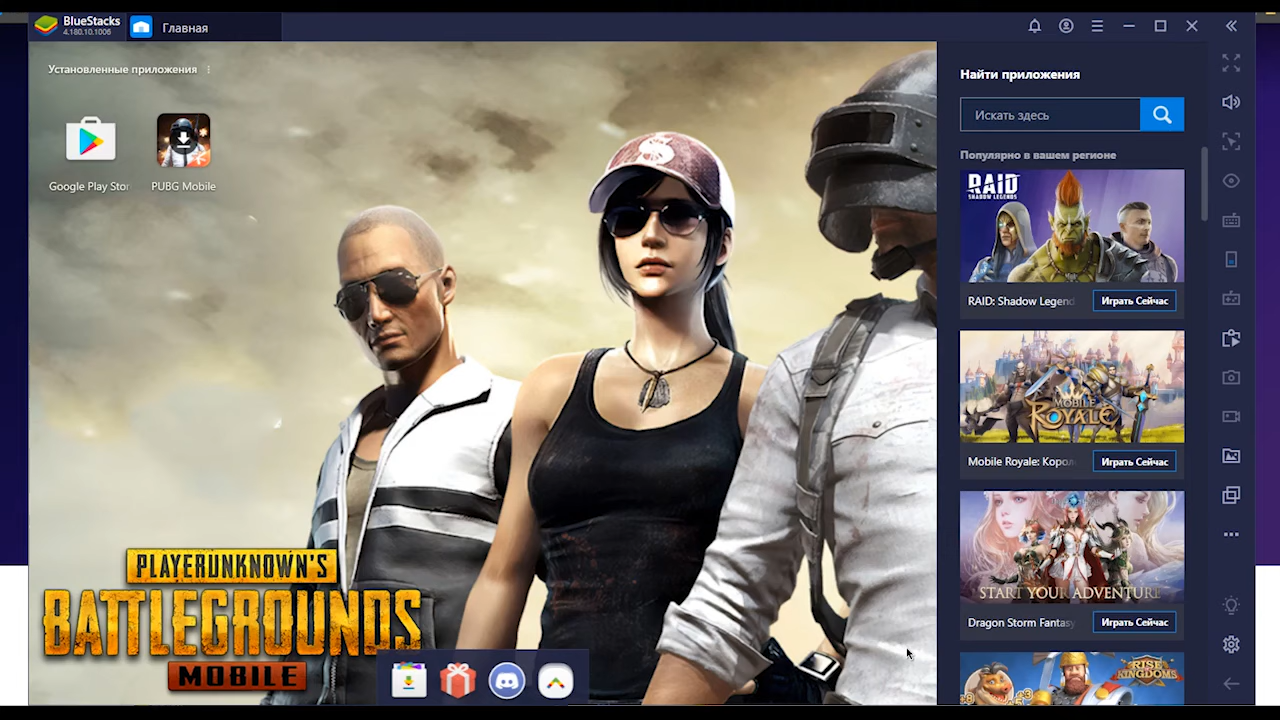 BlueStacks
4.180.10.1006
Главная
Установленные приложения
Google Play Stor
PUBG Mobile
PLAYERUNKNOWN'S
BATTLEGROUNDS
MOBILE
Найти приложения
Искать здесь
Популярно в вашем регионе
RAID
SHADOW LEGENDS
RAID: Shadow Legend
Играть Сейчас
MOBILE
ROYALE
Mobile Royale: Короле
Играть Сейчас
START YOUR ADVENTURE
Dragon Storm Fantasy
Играть Сейчас
RISE OF
KINGDOMS